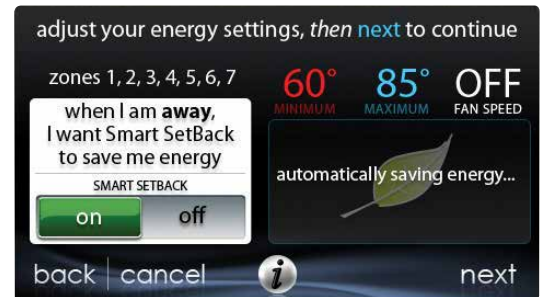 adjust your energy settings, then next to continue
zones 1, 2, 3, 4, 5, 6, 7
60° 85° OFF
MINIMUM MAXIMUM FAN SPEED
when I am away,
I want Smart SetBack
to save me energy
SMART SETBACK
on off
automatically saving energy...
back cancel i next